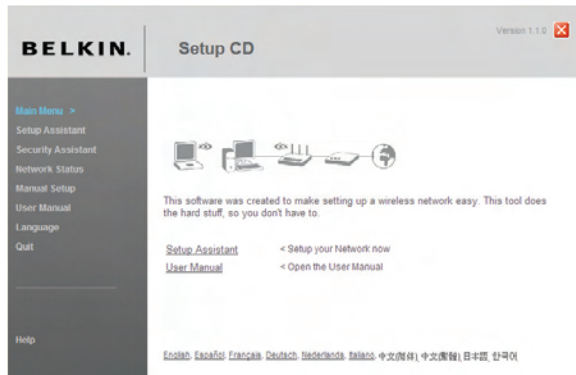 BELKIN.
Setup CD
Version 1.1.0
Main Menu >
Setup Assistant
Security Assistant
Network Status
Manual Setup
User Manual
Language
Quit
Help
This software was created to make setting up a wireless network easy. This tool does
the hard stuff, so you don't have to.
Setup Assistant < Setup your Network now
User Manual < Open the User Manual
English, Español, Français, Deutsch, Nederlands, Italiano, 中文(简体), 中文(繁體), 日本語, 한국어